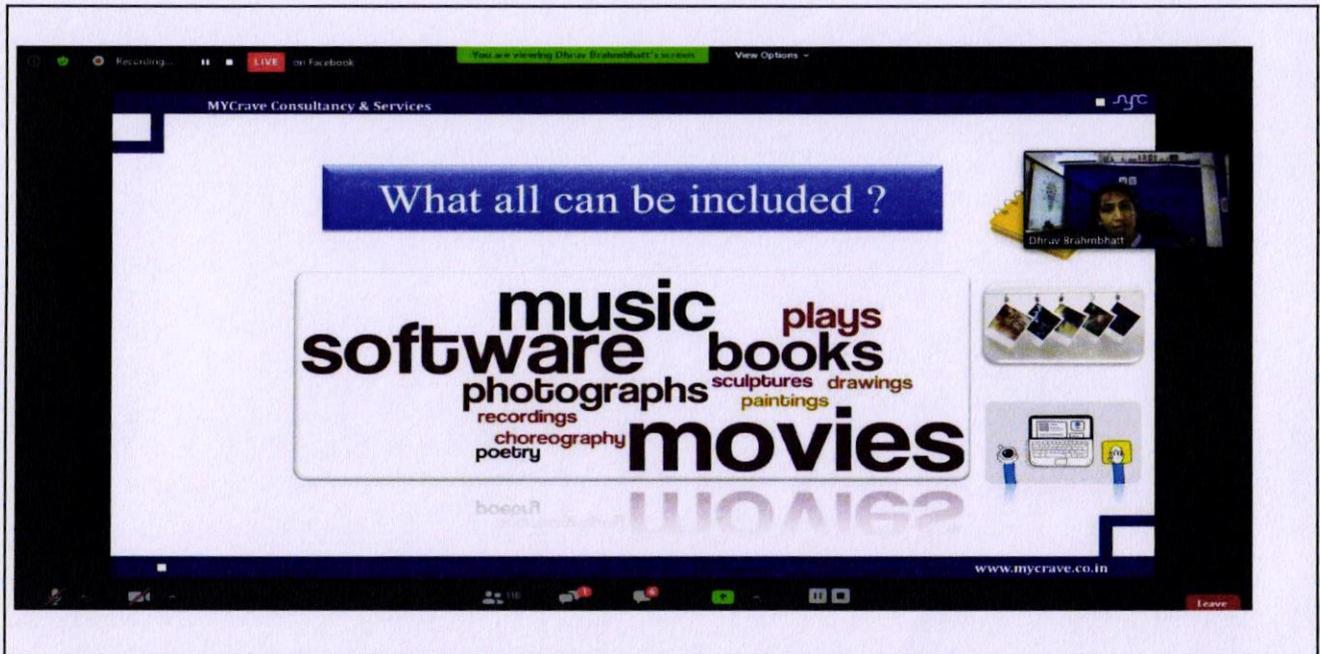 Recording... LIVE on Facebook You are viewing Dhruv Brahmbhatt's screen View Options
MYCrave Consultancy & Services
What all can be included ?
Dhruv Brahmbhatt
music
plays
software
books
photographs
sculptures drawings
paintings
recordings
choreography
poetry
movies
www.mycrave.co.in
Leave